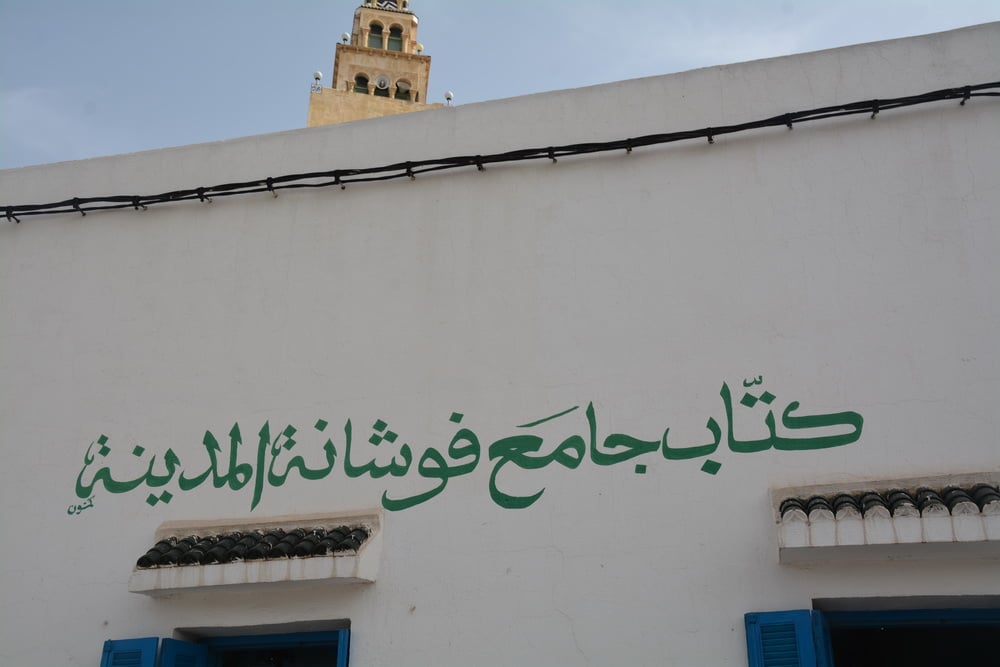 كتّاب جامع فوشانة المدينة